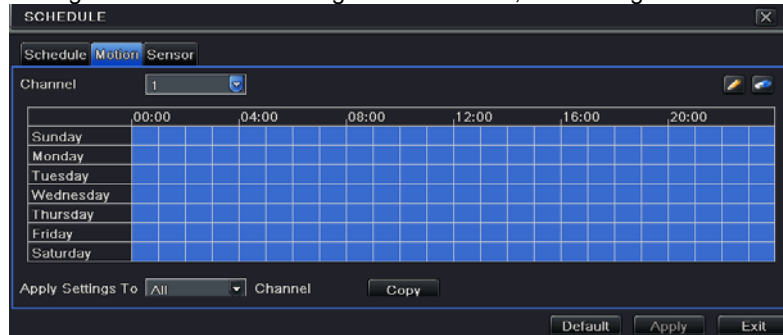 SCHEDULE
Schedule Motion Sensor
Channel 1
00:00 04:00 08:00 12:00 16:00 20:00
Sunday
Monday
Tuesday
Wednesday
Thursday
Friday
Saturday
Apply Settings To All Channel Copy
Default Apply Exit